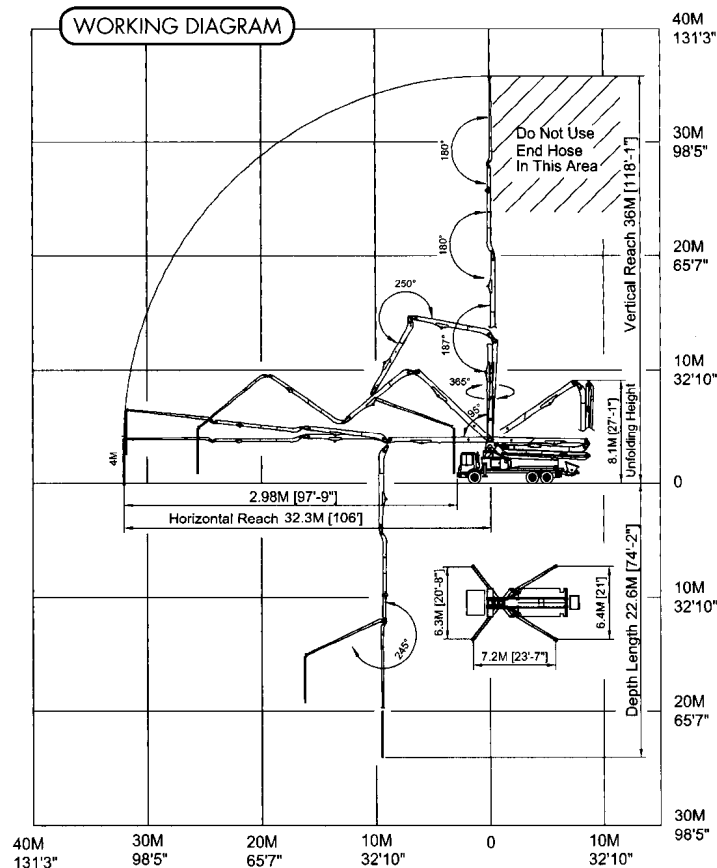 WORKING DIAGRAM
40M
131'3"
Do Not Use
End Hose
In This Area
30M
98'5"
180°
Vertical Reach 36M [118'-1"]
180°
20M
65'7"
250°
187°
365°
95°
10M
32'10"
8.1M [27'-1"]
Unfolding Height
4M
0
2.98M [97'-9"]
Horizontal Reach 32.3M [106']
Depth Length 22.6M [74'-2"]
6.3M [20'-8"]
6.4M [21']
7.2M [23'-7"]
10M
32'10"
245°
20M
65'7"
30M
98'5"
40M
131'3"
30M
98'5"
20M
65'7"
10M
32'10"
0
10M
32'10"